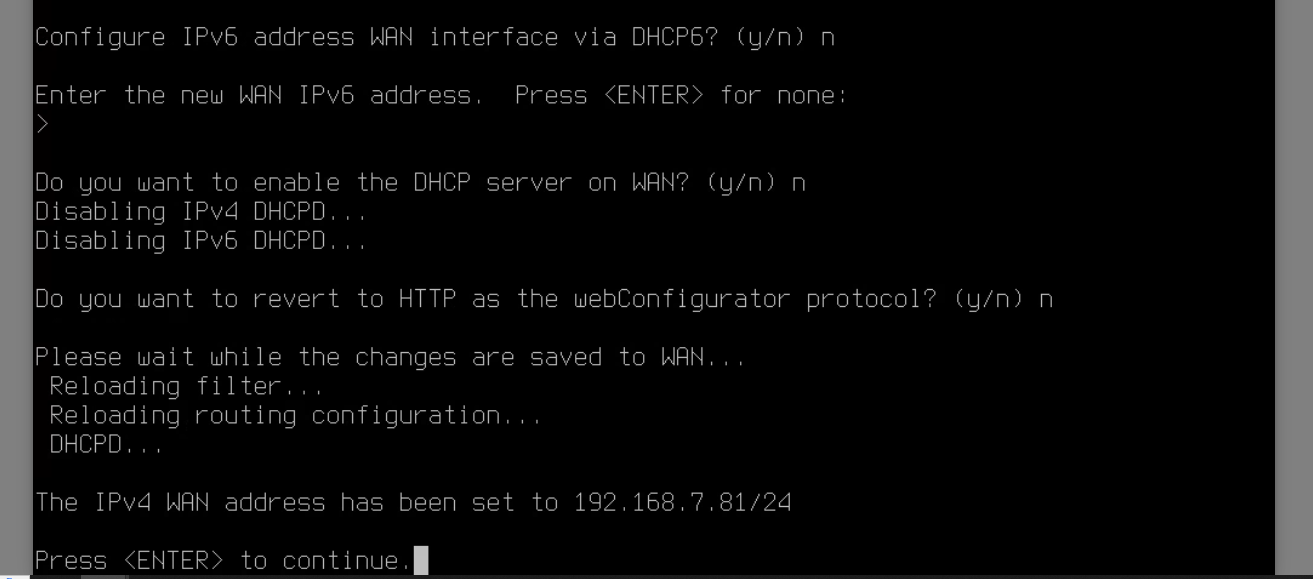 Configure IPv6 address WAN interface via DHCP6? (y/n) n
Enter the new WAN IPv6 address.  Press <ENTER> for none:
>
Do you want to enable the DHCP server on WAN? (y/n) n
Disabling IPv4 DHCPD...
Disabling IPv6 DHCPD...
Do you want to revert to HTTP as the webConfigurator protocol? (y/n) n
Please wait while the changes are saved to WAN...
Reloading filter...
Reloading routing configuration...
DHCPD...
The IPv4 WAN address has been set to 192.168.7.81/24
Press <ENTER> to continue.